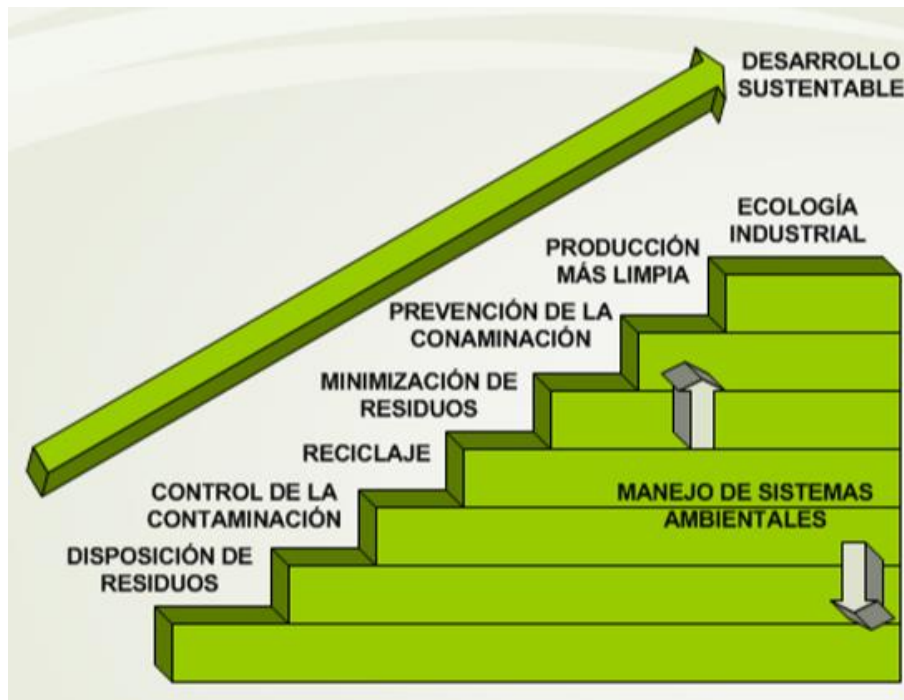 DESARROLLO
SUSTENTABLE
ECOLOGÍA
INDUSTRIAL
PRODUCCIÓN
MÁS LIMPIA
PREVENCIÓN DE LA
CONAMINACIÓN
MINIMIZACIÓN DE
RESIDUOS
RECICLAJE
CONTROL DE LA
CONTAMINACIÓN
MANEJO DE SISTEMAS
AMBIENTALES
DISPOSICIÓN DE
RESIDUOS